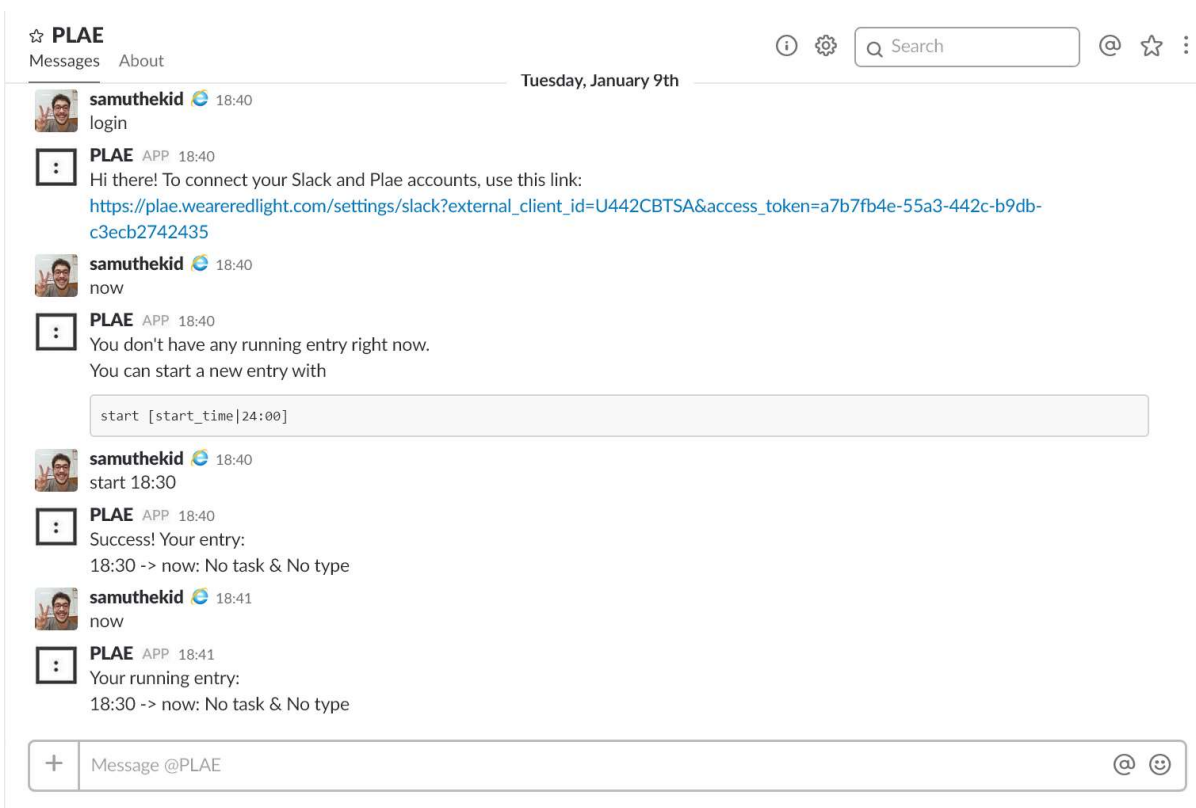 PLAE
Messages About
Search
Tuesday, January 9th
samuthekid 18:40
login
PLAE APP 18:40
Hi there! To connect your Slack and Plae accounts, use this link:
https://plae.weareredlight.com/settings/slack?external_client_id=U442CBTSA&access_token=a7b7fb4e-55a3-442c-b9db-
c3ecb2742435
samuthekid 18:40
now
PLAE APP 18:40
You don't have any running entry right now.
You can start a new entry with
start [start_time|24:00]
samuthekid 18:40
start 18:30
PLAE APP 18:40
Success! Your entry:
18:30 -> now: No task & No type
samuthekid 18:41
now
PLAE APP 18:41
Your running entry:
18:30 -> now: No task & No type
Message @PLAE